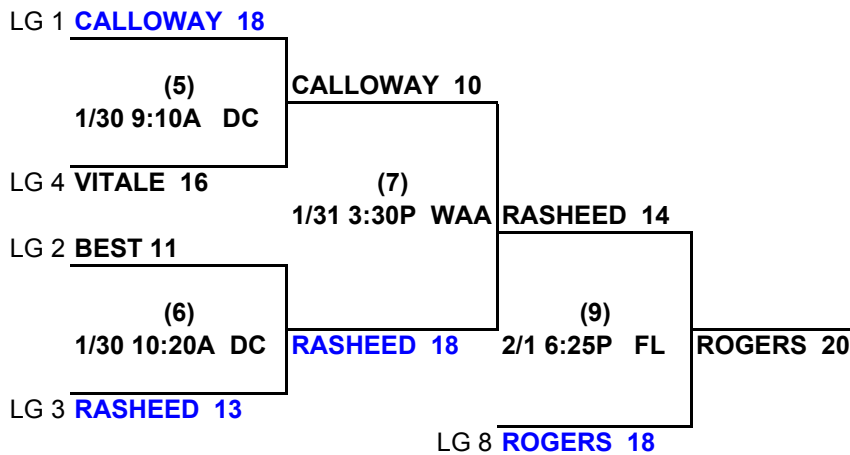 LG 1 CALLOWAY 18
(5)
CALLOWAY 10
1/30 9:10A DC
LG 4 VITALE 16
(7)
1/31 3:30P WAA RASHEED 14
LG 2 BEST 11
(6)
(9)
1/30 10:20A DC
RASHEED 18
2/1 6:25P FL
ROGERS 20
LG 3 RASHEED 13
LG 8 ROGERS 18